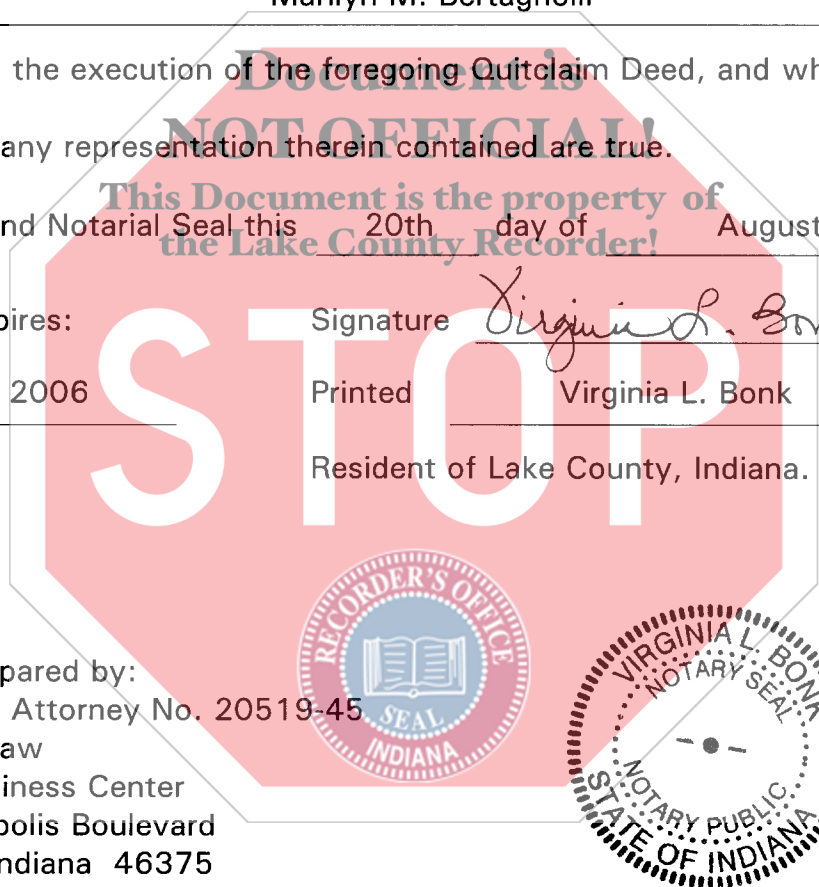 the execution of the foregoing Quitclaim Deed, and wh
Document is
NOT OFFICIAL!
any representation therein contained are true.
This Document is the property of
the Lake County Recorder!
nd Notarial Seal this 20th day of August
pires:
Signature Virginia L. Bon
2006
Printed Virginia L. Bonk
Resident of Lake County, Indiana.
STOP
RECORDER'S OFFICE
SEAL
INDIANA
pared by:
Attorney No. 20519-45
aw
iness Center
polis Boulevard
ndiana 46375
VIRGINIA L. BONK
NOTARY SEAL
NOTARY PUBLIC
STATE OF INDIANA